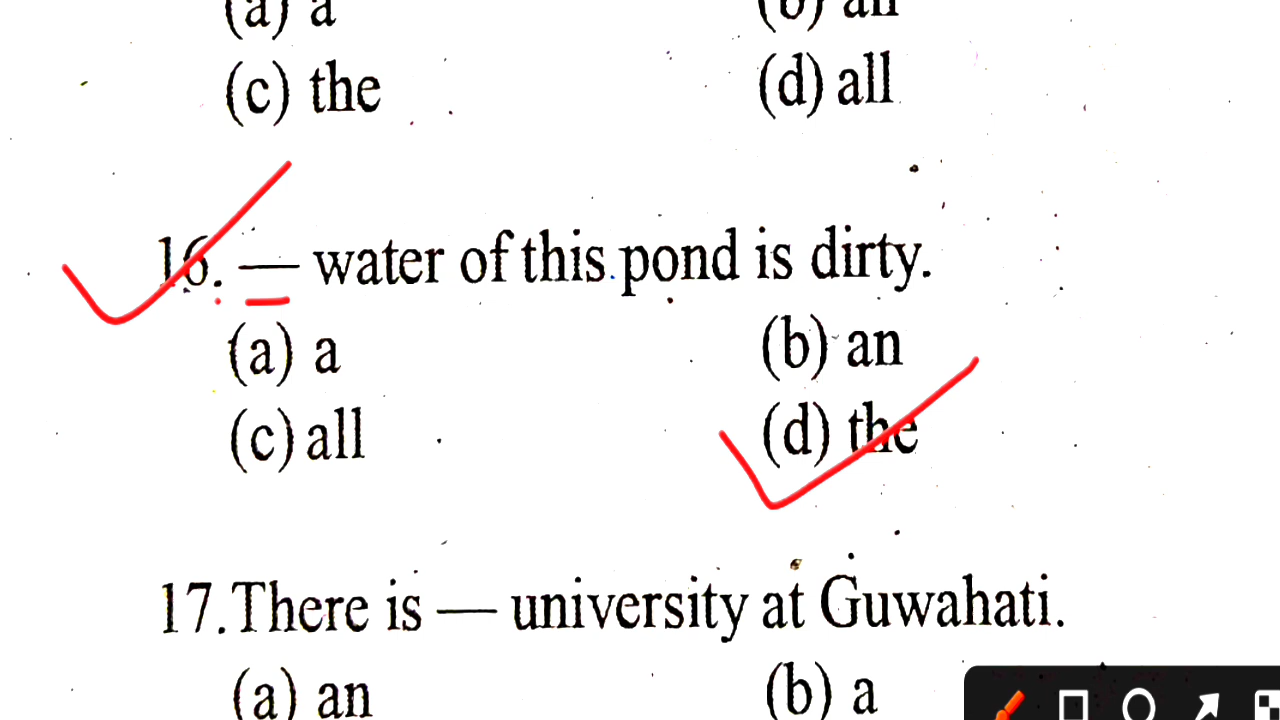 (a) a (b) an
(c) the (d) all
16. — water of this pond is dirty.
(a) a (b) an
(c) all (d) the
17. There is — university at Guwahati.
(a) an (b) a